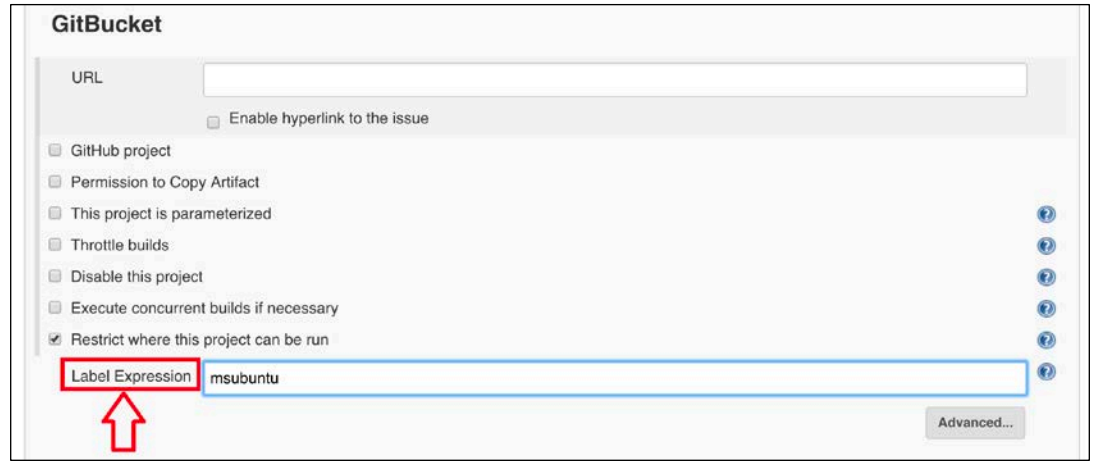 GitBucket
URL
Enable hyperlink to the issue
GitHub project
Permission to Copy Artifact
This project is parameterized
Throttle builds
Disable this project
Execute concurrent builds if necessary
Restrict where this project can be run
Label Expression msubuntu
Advanced...